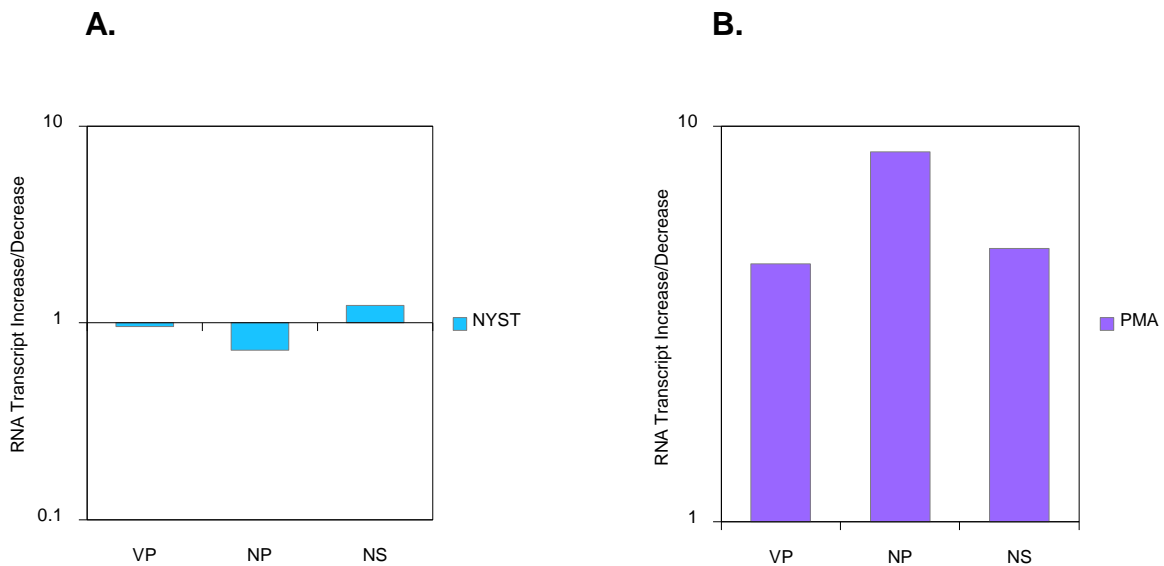 A.
RNA Transcript Increase/Decrease
10
1
0.1
VP NP NS
NYST
B.
RNA Transcript Increase/Decrease
10
1
VP NP NS
PMA